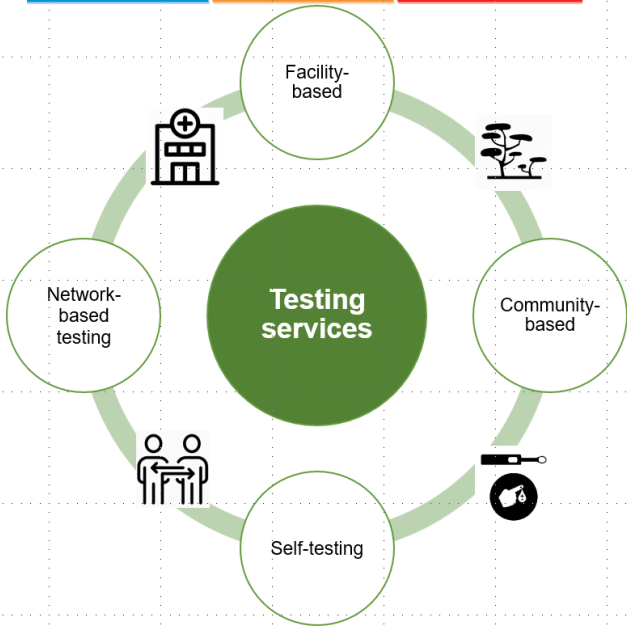 Facility-
based
Network-
based
testing
Testing
services
Community-
based
Self-testing